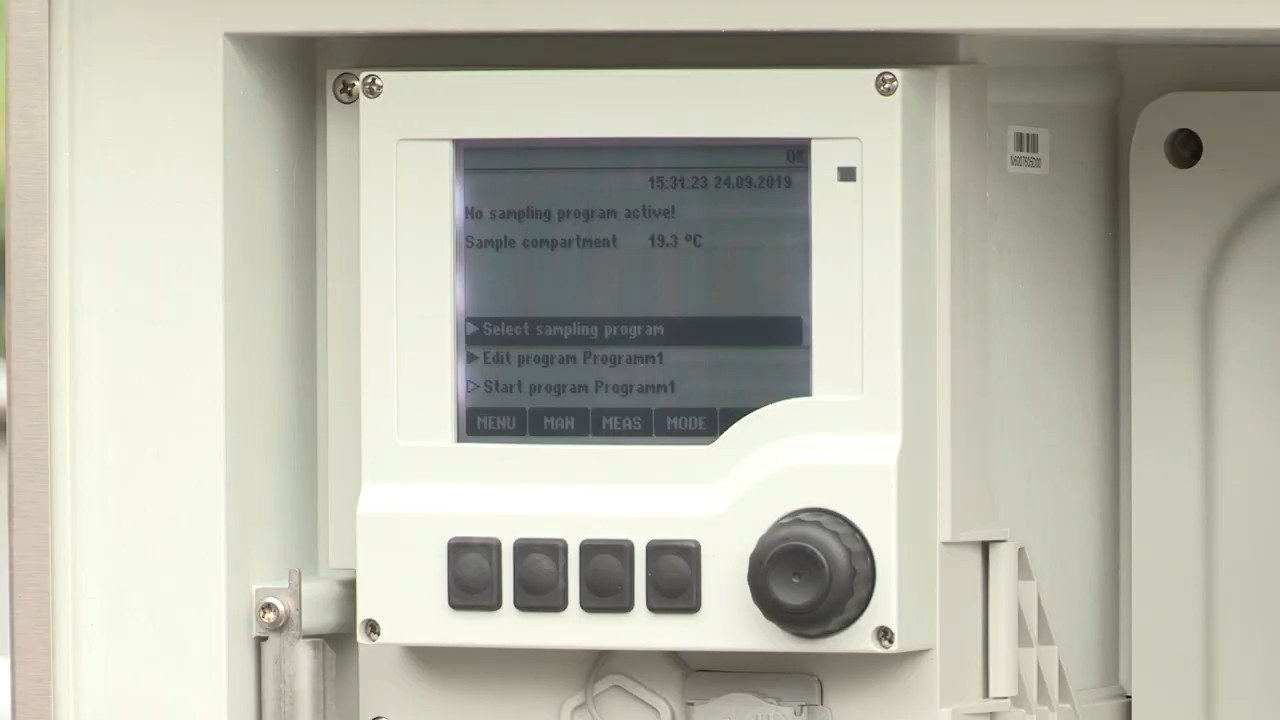 OK
15:31:23 24.09.2019
No sampling program active!
Sample compartment 19.3 °C
Select sampling program
Edit program Programm1
Start program Programm1
MENU MAN MEAS MODE